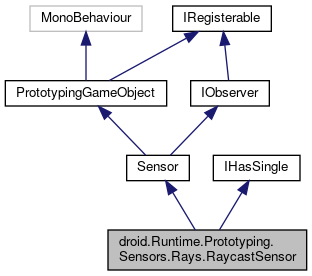 MonoBehaviour
IRegisterable
PrototypingGameObject
IObserver
Sensor
IHasSingle
droid.Runtime.Prototyping.
Sensors.Rays.RaycastSensor